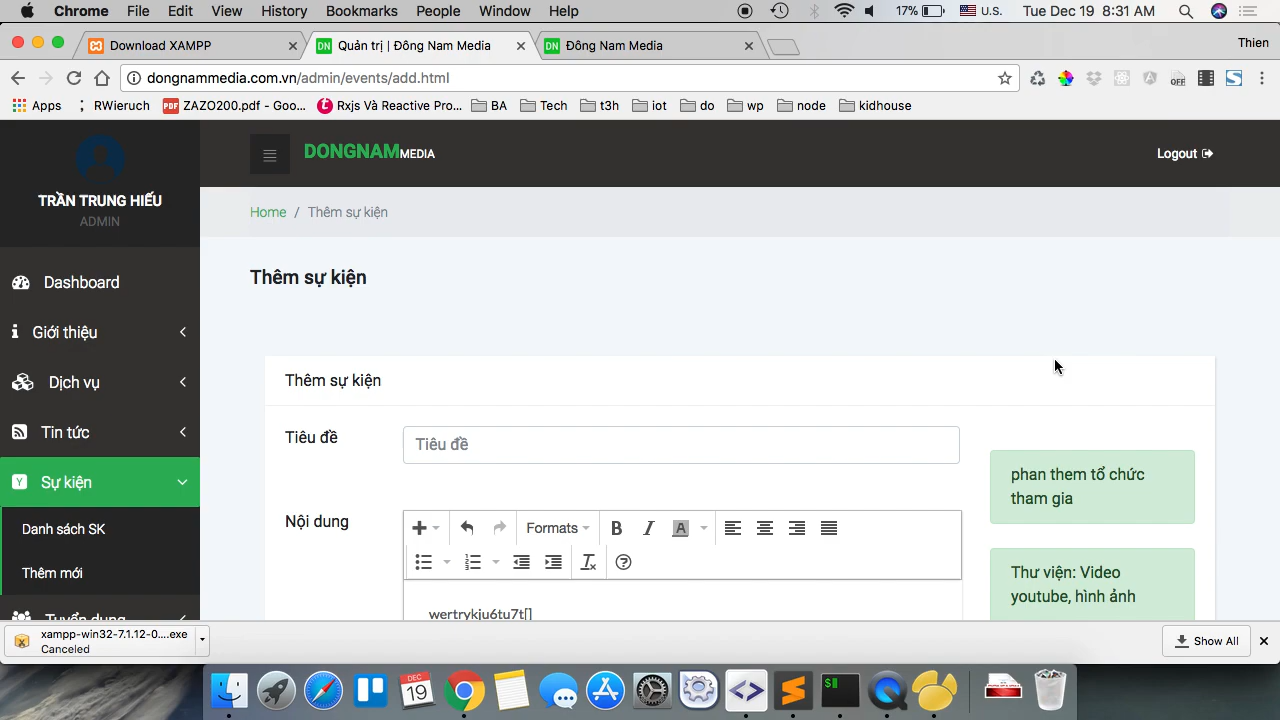 Chrome File Edit View History Bookmarks People Window Help 17% U.S. Tue Dec 19 8:31 AM
Download XAMPP Quản trị | Đông Nam Media Đông Nam Media Thien
dongnammedia.com.vn/admin/events/add.html
Apps RWieruch ZAZO200.pdf - Goo... Rxjs Và Reactive Pro... BA Tech t3h iot do wp node kidhouse
TRẦN TRUNG HIẾU
ADMIN
DONGNAMMEDIA
Logout
Home / Thêm sự kiện
Thêm sự kiện
Dashboard
Giới thiệu
Dịch vụ
Tin tức
Sự kiện
Danh sách SK
Thêm mới
Tuyển dụng
Thêm sự kiện
Tiêu đề
Tiêu đề
Nội dung
Formats
B I A
wertrykju6tu7t[]
phan them tổ chức
tham gia
Thư viện: Video
youtube, hình ảnh
xampp-win32-7.1.12-0....exe
Canceled
Show All
DEC
19